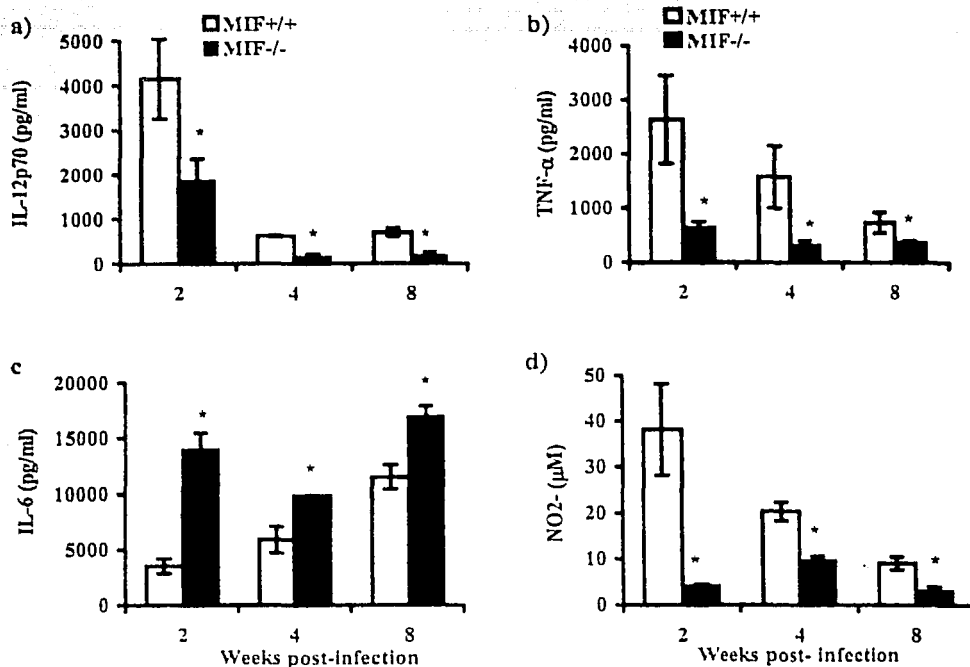 a)
MIF+/+
MIF-/-
5000
4000
3000
2000
1000
0
IL-12p70 (pg/ml)
*
*
*
2 4 8
b)
MIF+/+
MIF-/-
4000
3000
2000
1000
0
TNF-α (pg/ml)
*
*
*
2 4 8
c
20000
15000
10000
5000
0
IL-6 (pg/ml)
*
*
*
2 4 8
Weeks post-infection
d)
50
40
30
20
10
0
NO2- (μM)
*
*
*
2 4 8
Weeks post- infection